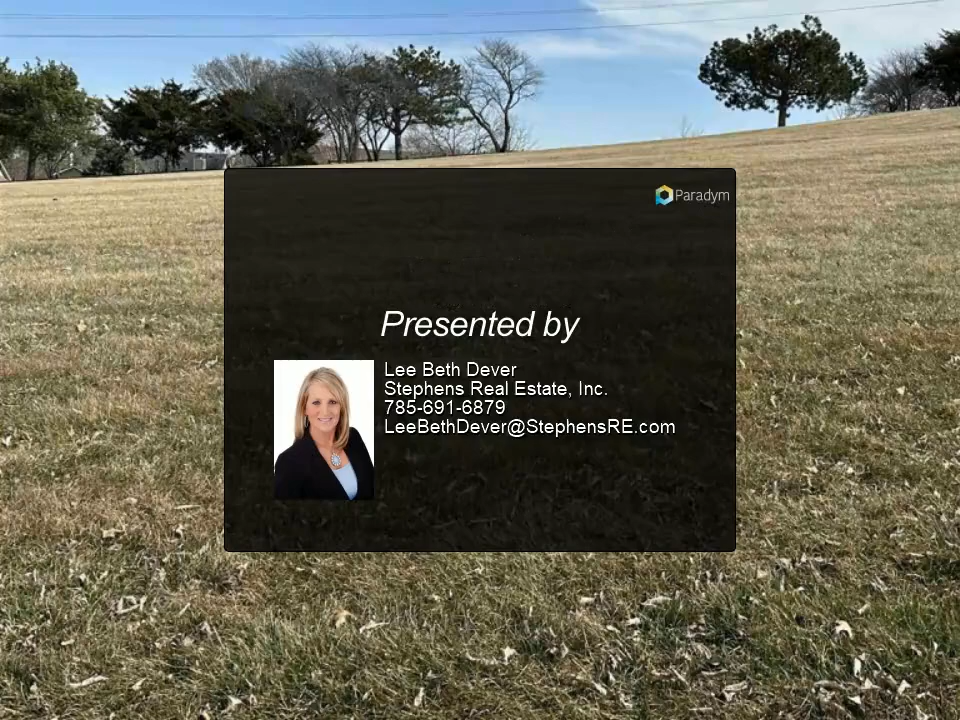 Paradym
Presented by
Lee Beth Dever
Stephens Real Estate, Inc.
785-691-6879
LeeBethDever@StephensRE.com